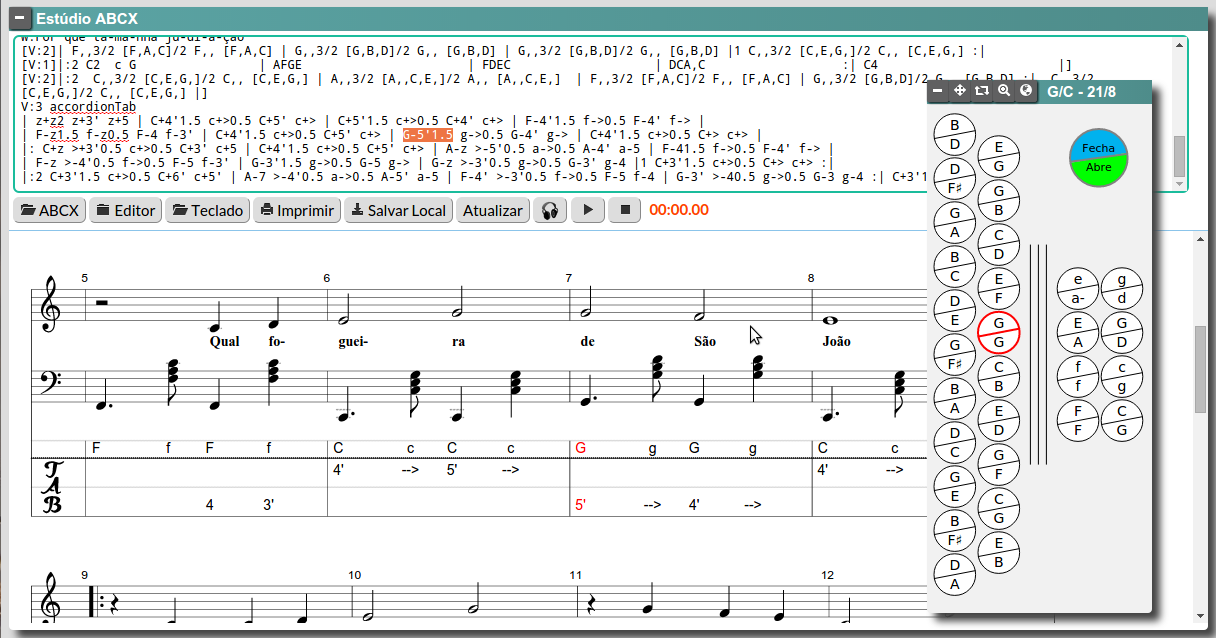 Estúdio ABCX
W:For que ta-ma-nha ju-di-a-ção
[V:2]| F,,3/2 [F,A,C]/2 F,, [F,A,C] | G,,3/2 [G,B,D]/2 G,, [G,B,D] | G,,3/2 [G,B,D]/2 G,, [G,B,D] |1 C,,3/2 [C,E,G,]/2 C,, [C,E,G,] :|
[V:1]|:2 C2 c G | AFGE | FDEC | DCA,C :| C4 |]
[V:2]|:2 C,,3/2 [C,E,G,]/2 C,, [C,E,G,] | A,,3/2 [A,,C,E,]/2 A,, [A,,C,E,] | F,,3/2 [F,A,C]/2 F,, [F,A,C] | G,,3/2 [G,B,D]/2 G,, [G,B,D] :| C,,3/2
[C,E,G,]/2 C,, [C,E,G,] |]
V:3 accordionTab
| z+z2 z+3' z+5 | C+4'1.5 c+>0.5 C+5' c+> | C+5'1.5 c+>0.5 C+4' c+> | F-4'1.5 f->0.5 F-4' f-> |
| F-z1.5 f-z0.5 F-4 f-3' | C+4'1.5 c+>0.5 C+5' c+> | G-5'1.5 g->0.5 G-4' g-> | C+4'1.5 c+>0.5 C+> c+> |
|: C+z >+3'0.5 c+>0.5 C+3' c+5 | C+4'1.5 c+>0.5 C+5' c+> | A-z >-5'0.5 a->0.5 A-4' a-5 | F-41.5 f->0.5 F-4' f-> |
| F-z >-4'0.5 f->0.5 F-5 f-3' | G-3'1.5 g->0.5 G-5 g-> | G-z >-3'0.5 g->0.5 G-3' g-4 |1 C+3'1.5 c+>0.5 C+> c+> :|
|:2 C+3'1.5 c+>0.5 C+6' c+5' | A-7 >-4'0.5 a->0.5 A-5' a-5 | F-4' >-3'0.5 f->0.5 F-5 f-4 | G-3' >-40.5 g->0.5 G-3 g-4 :| C+3'1
ABCX Editor Teclado Imprimir Salvar Local Atualizar 00:00.00
5 6 7 8
Qual fo- guei- ra de São João
F f F f C c C c G g G g C c
4' --> 5' --> 4' -->
4 3' 5' --> 4' -->
9 10 11 12
G/C - 21/8
Fecha
Abre
B
D
D
F♯
G
A
B
C
D
E
G
F♯
B
A
D
C
G
E
B
F♯
D
A
E
G
G
B
C
D
E
F
G
G
C
B
E
D
G
F
C
G
E
B
e
a-
g
d
E
A
G
D
f
f
c
g
F
F
C
G